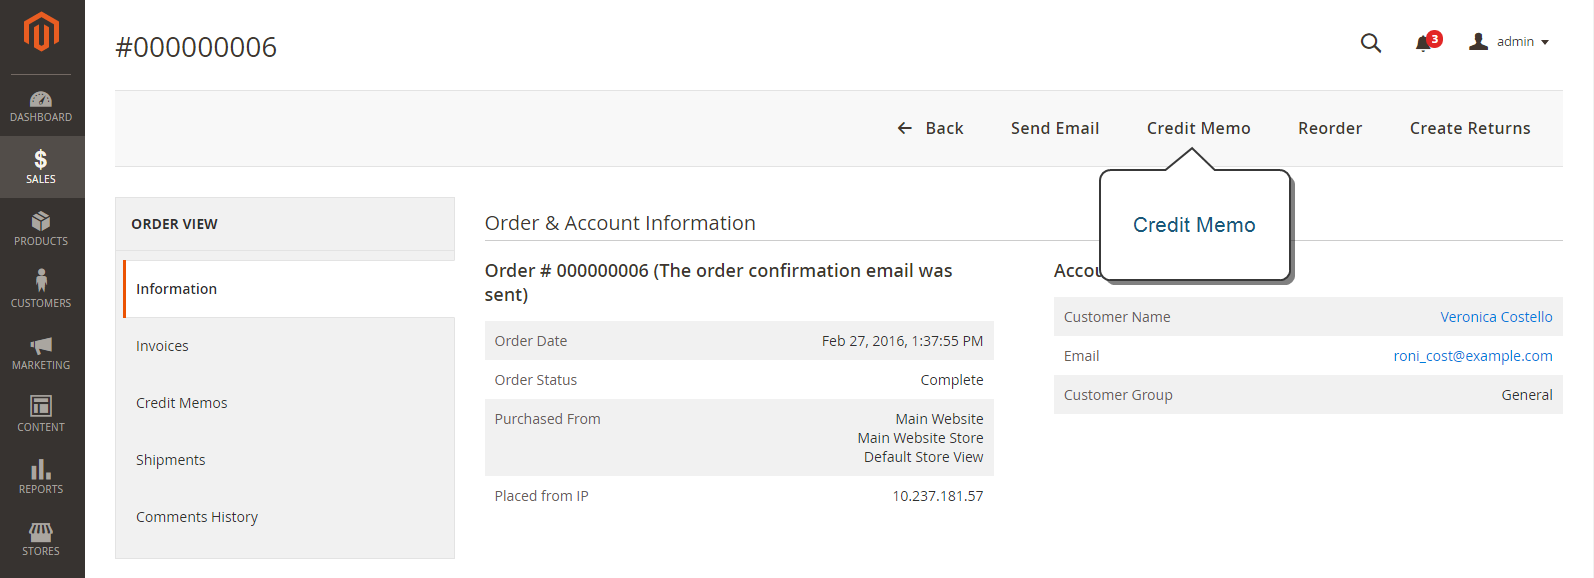 #000000006
3
admin
DASHBOARD
SALES
PRODUCTS
CUSTOMERS
MARKETING
CONTENT
REPORTS
STORES
Back
Send Email
Credit Memo
Reorder
Create Returns
Credit Memo
ORDER VIEW
Information
Invoices
Credit Memos
Shipments
Comments History
Order & Account Information
Order # 000000006 (The order confirmation email was
sent)
Order Date Feb 27, 2016, 1:37:55 PM
Order Status Complete
Purchased From Main Website
Main Website Store
Default Store View
Placed from IP 10.237.181.57
Customer Name Veronica Costello
Email roni_cost@example.com
Customer Group General